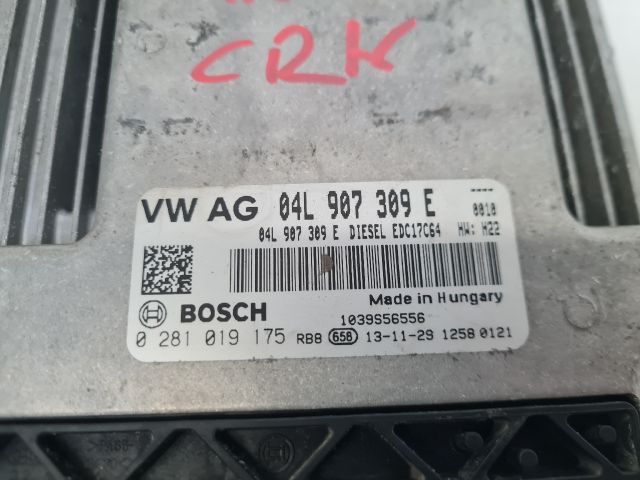 CRK
VW AG 04L 907 309 E ----
0010
04L 907 309 E DIESEL EDC17C64 HW: H22
Made in Hungary
BOSCH 1039S56556
0 281 019 175 RB8 658 13-11-29 1258 0121